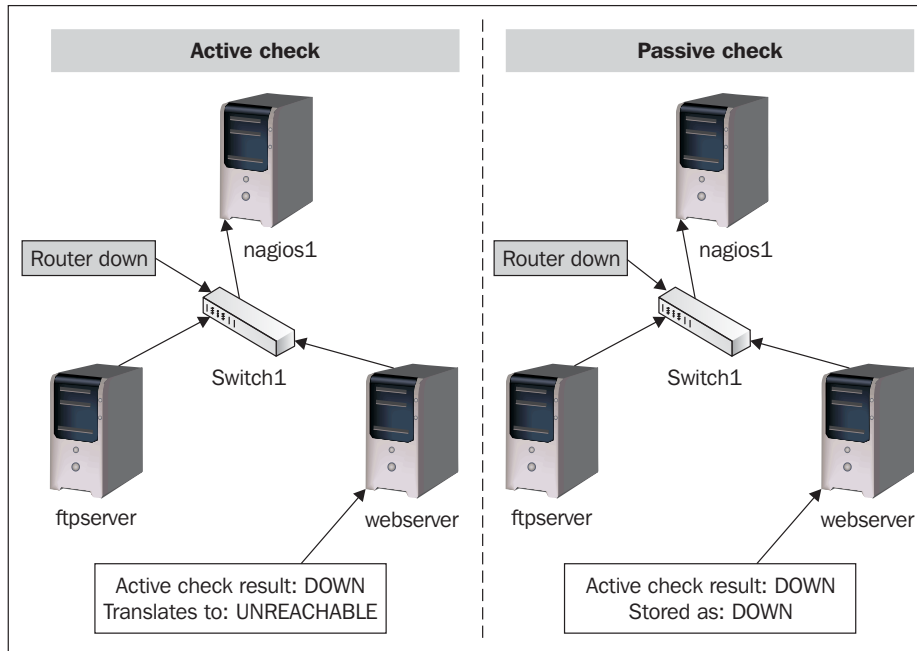 Active check
nagios1
Router down
Switch1
ftpserver
webserver
Active check result: DOWN
Translates to: UNREACHABLE
Passive check
nagios1
Router down
Switch1
ftpserver
webserver
Active check result: DOWN
Stored as: DOWN